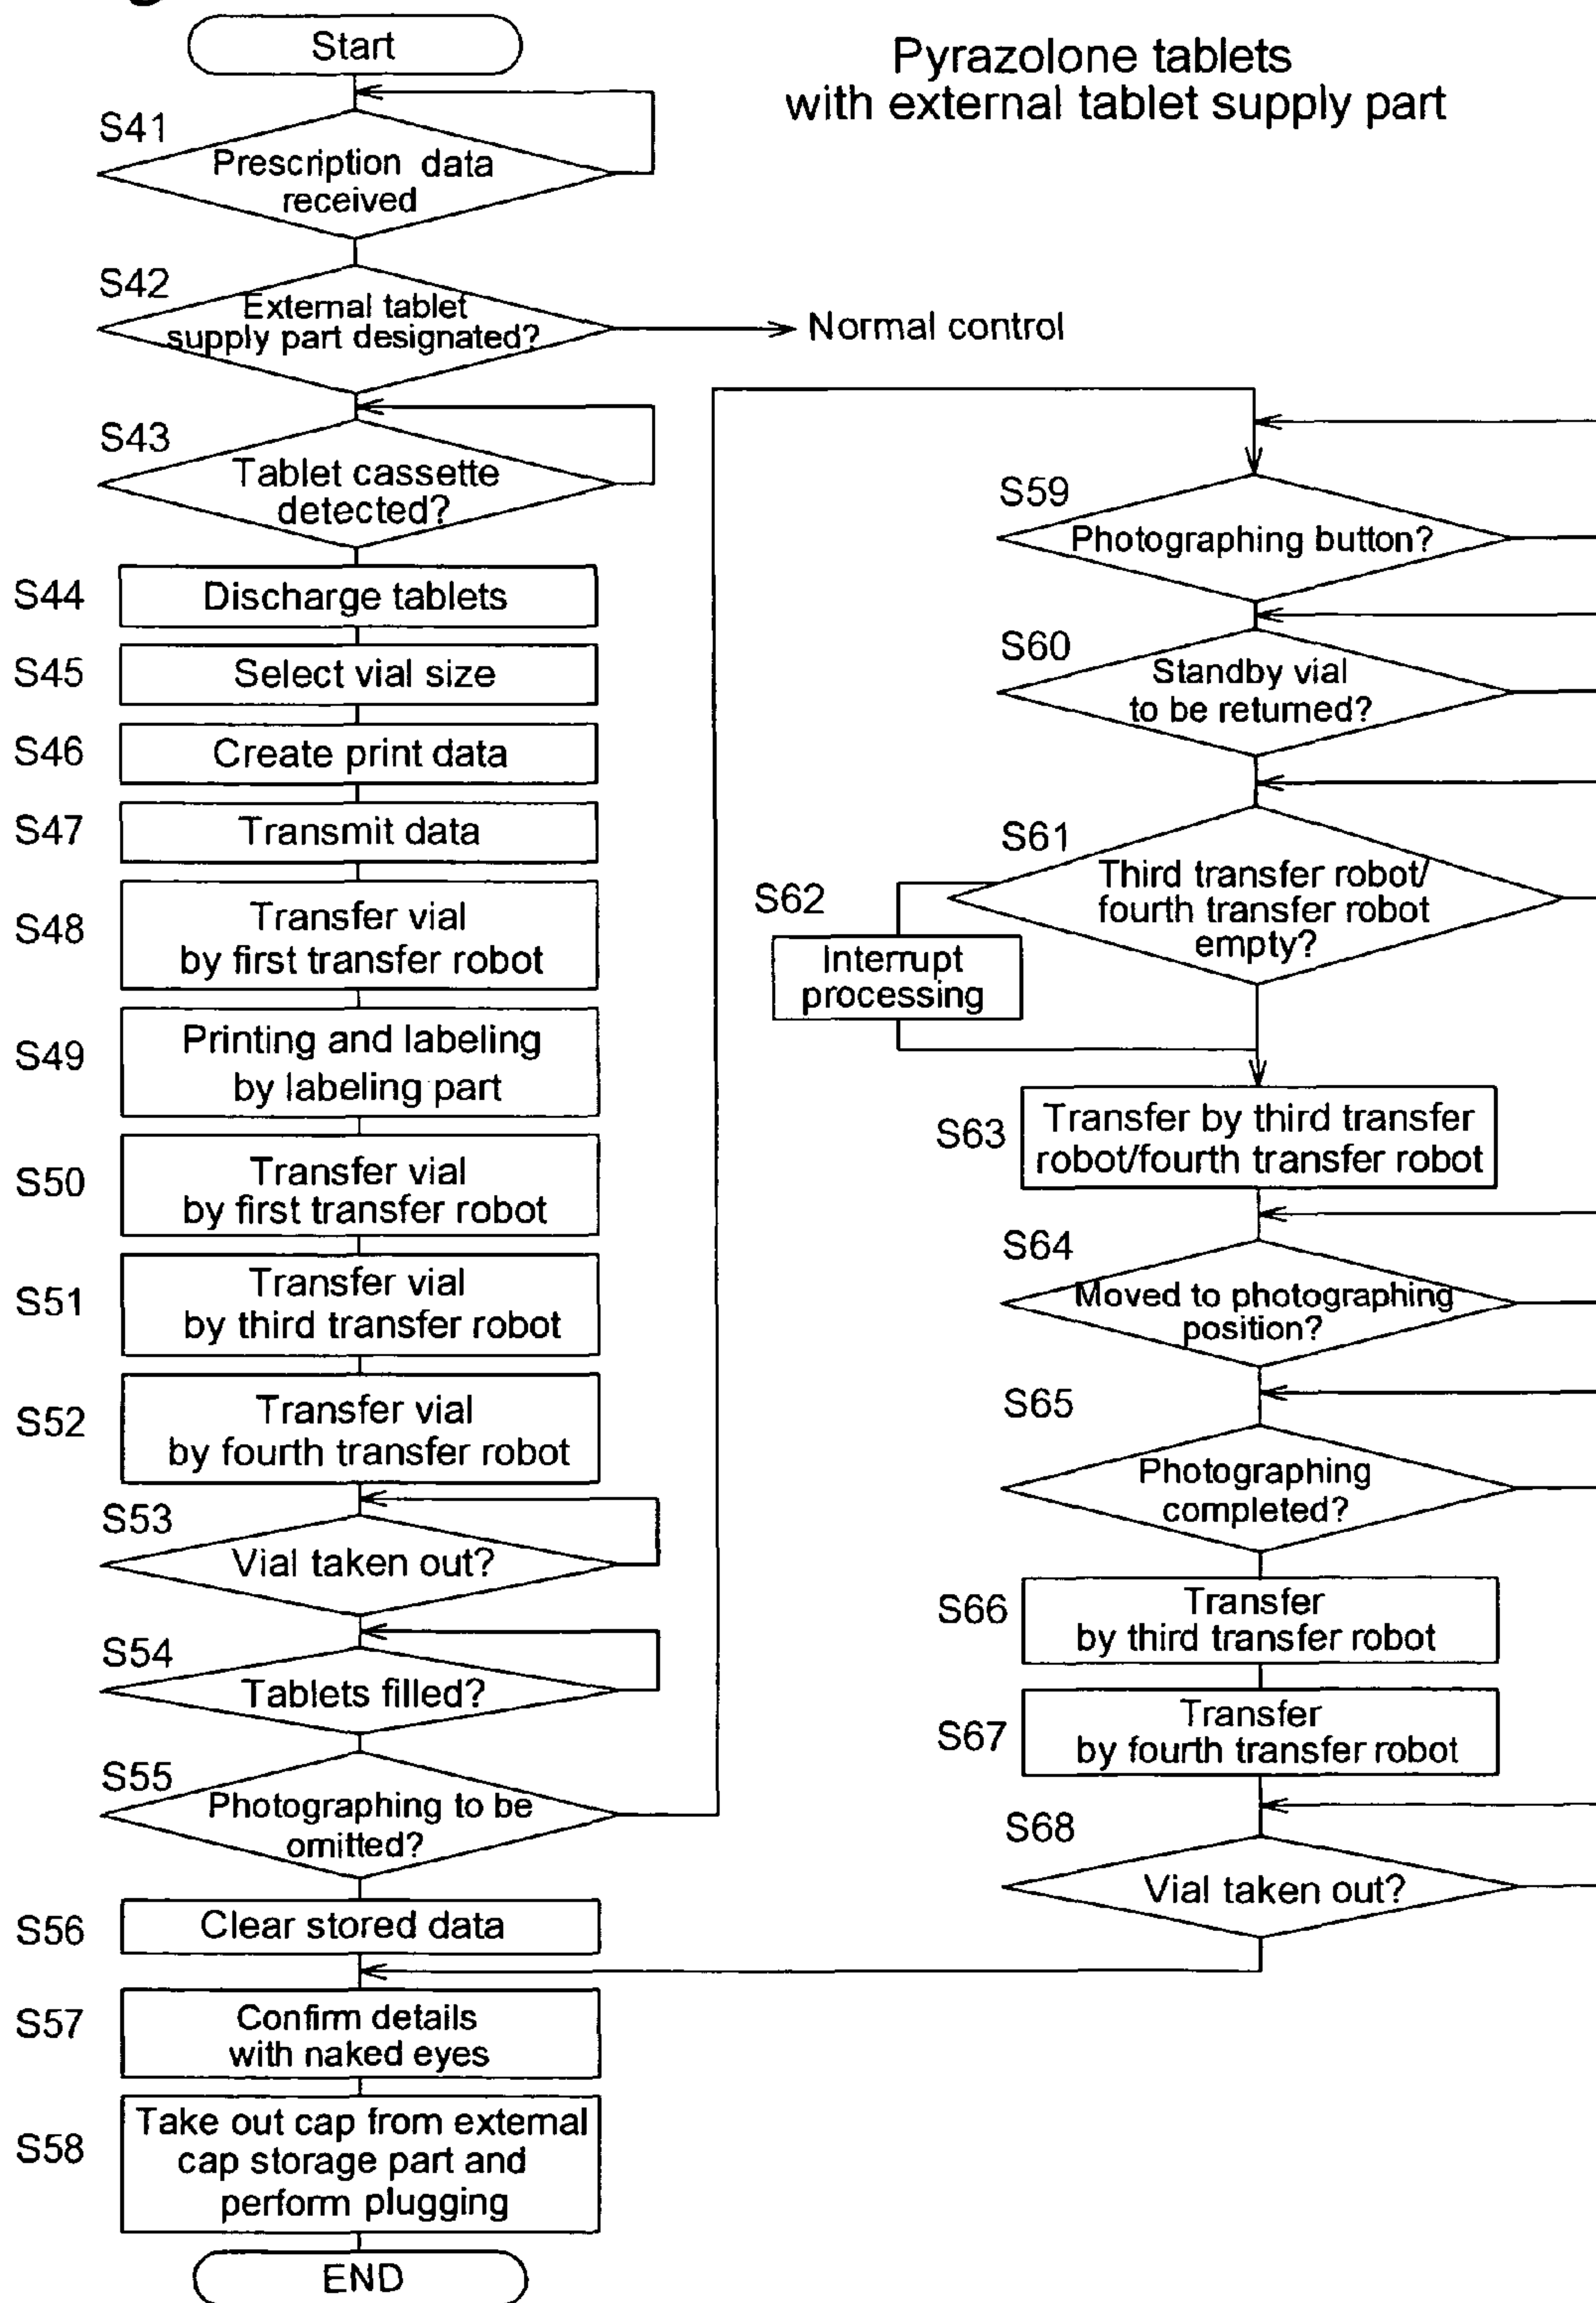 Start
Pyrazolone tablets
with external tablet supply part
S41
Prescription data
received
S42
External tablet
supply part designated?
Normal control
S43
Tablet cassette
detected?
S44
Discharge tablets
S45
Select vial size
S46
Create print data
S47
Transmit data
S48
Transfer vial
by first transfer robot
S49
Printing and labeling
by labeling part
S50
Transfer vial
by first transfer robot
S51
Transfer vial
by third transfer robot
S52
Transfer vial
by fourth transfer robot
S53
Vial taken out?
S54
Tablets filled?
S55
Photographing to be
omitted?
S56
Clear stored data
S57
Confirm details
with naked eyes
S58
Take out cap from external
cap storage part and
perform plugging
END
S59
Photographing button?
S60
Standby vial
to be returned?
S61
Third transfer robot/
fourth transfer robot
empty?
S62
Interrupt
processing
S63
Transfer by third transfer
robot/fourth transfer robot
S64
Moved to photographing
position?
S65
Photographing
completed?
S66
Transfer
by third transfer robot
S67
Transfer
by fourth transfer robot
S68
Vial taken out?